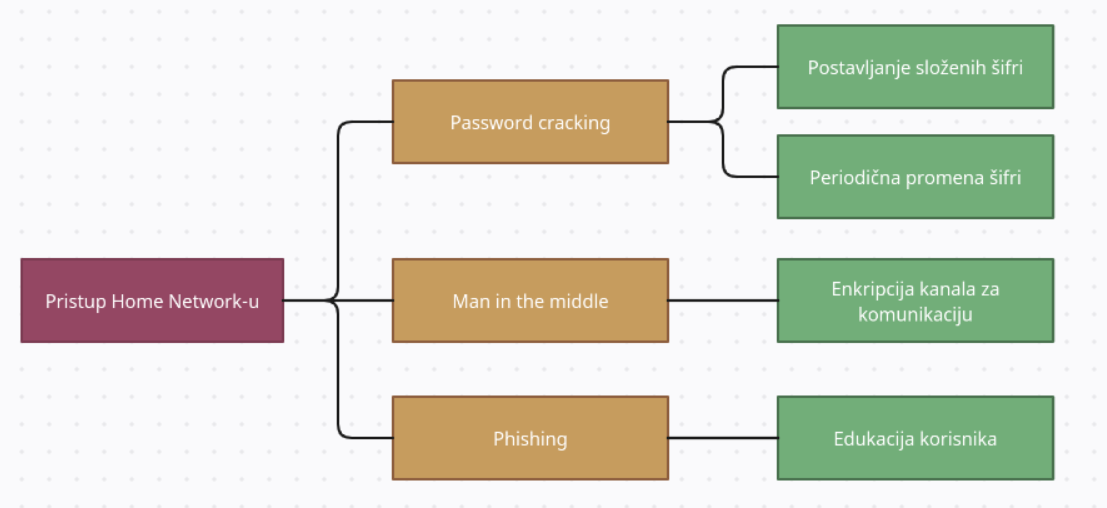 Pristup Home Network-u
Password cracking
Postavljanje složenih šifri
Periodična promena šifri
Man in the middle
Enkripcija kanala za
komunikaciju
Phishing
Edukacija korisnika